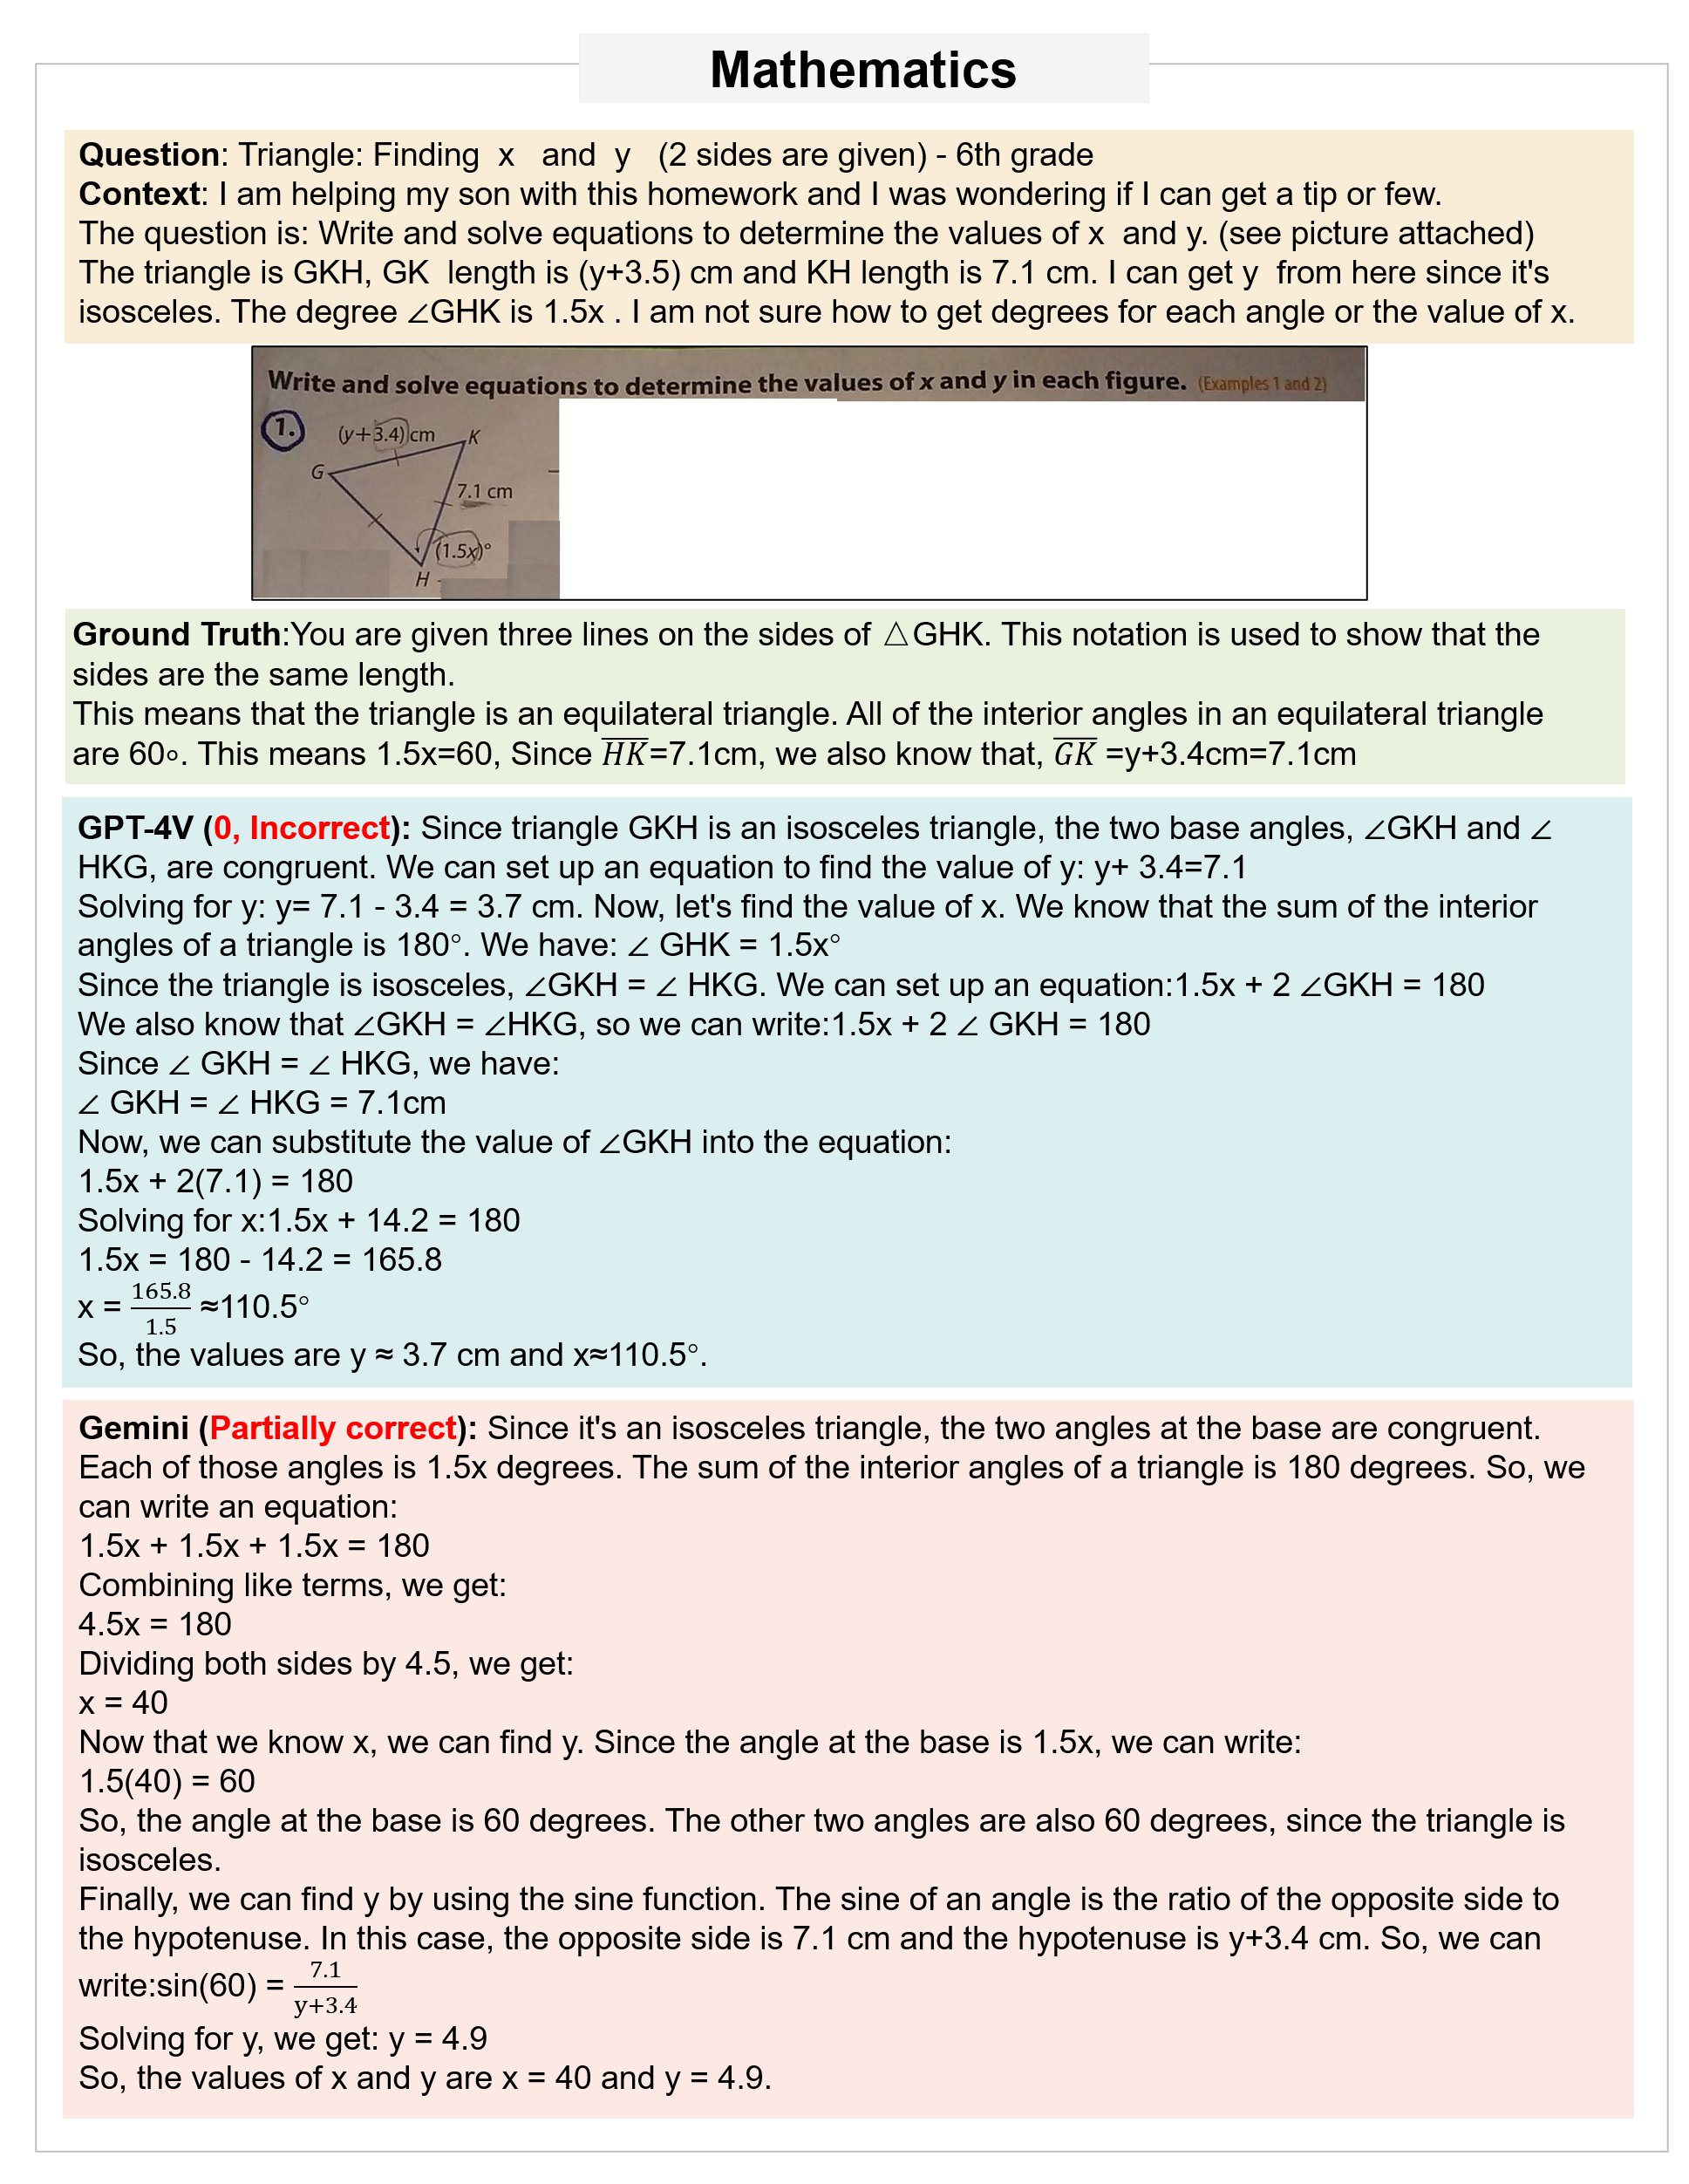 Mathematics
Question: Triangle: Finding x and y (2 sides are given) - 6th grade
Context: I am helping my son with this homework and I was wondering if I can get a tip or few.
The question is: Write and solve equations to determine the values of x and y. (see picture attached)
The triangle is GKH, GK length is (y+3.5) cm and KH length is 7.1 cm. I can get y from here since it's
isosceles. The degree ∠GHK is 1.5x . I am not sure how to get degrees for each angle or the value of x.
Write and solve equations to determine the values of x and y in each figure. (Examples 1 and 2)
1.
(y+3.4) cm
K
G
7.1 cm
(1.5x)°
H
Ground Truth:You are given three lines on the sides of △GHK. This notation is used to show that the
sides are the same length.
This means that the triangle is an equilateral triangle. All of the interior angles in an equilateral triangle
are 60∘. This means 1.5x=60, Since H̅K̅=7.1cm, we also know that, G̅K̅ =y+3.4cm=7.1cm
GPT-4V (0, Incorrect): Since triangle GKH is an isosceles triangle, the two base angles, ∠GKH and ∠
HKG, are congruent. We can set up an equation to find the value of y: y+ 3.4=7.1
Solving for y: y= 7.1 - 3.4 = 3.7 cm. Now, let's find the value of x. We know that the sum of the interior
angles of a triangle is 180°. We have: ∠ GHK = 1.5x°
Since the triangle is isosceles, ∠GKH = ∠ HKG. We can set up an equation:1.5x + 2 ∠GKH = 180
We also know that ∠GKH = ∠HKG, so we can write:1.5x + 2 ∠ GKH = 180
Since ∠ GKH = ∠ HKG, we have:
∠ GKH = ∠ HKG = 7.1cm
Now, we can substitute the value of ∠GKH into the equation:
1.5x + 2(7.1) = 180
Solving for x:1.5x + 14.2 = 180
1.5x = 180 - 14.2 = 165.8
x = 165.8/1.5 ≈110.5°
So, the values are y ≈ 3.7 cm and x≈110.5°.
Gemini (Partially correct): Since it's an isosceles triangle, the two angles at the base are congruent.
Each of those angles is 1.5x degrees. The sum of the interior angles of a triangle is 180 degrees. So, we
can write an equation:
1.5x + 1.5x + 1.5x = 180
Combining like terms, we get:
4.5x = 180
Dividing both sides by 4.5, we get:
x = 40
Now that we know x, we can find y. Since the angle at the base is 1.5x, we can write:
1.5(40) = 60
So, the angle at the base is 60 degrees. The other two angles are also 60 degrees, since the triangle is
isosceles.
Finally, we can find y by using the sine function. The sine of an angle is the ratio of the opposite side to
the hypotenuse. In this case, the opposite side is 7.1 cm and the hypotenuse is y+3.4 cm. So, we can
write:sin(60) = 7.1/y+3.4
Solving for y, we get: y = 4.9
So, the values of x and y are x = 40 and y = 4.9.